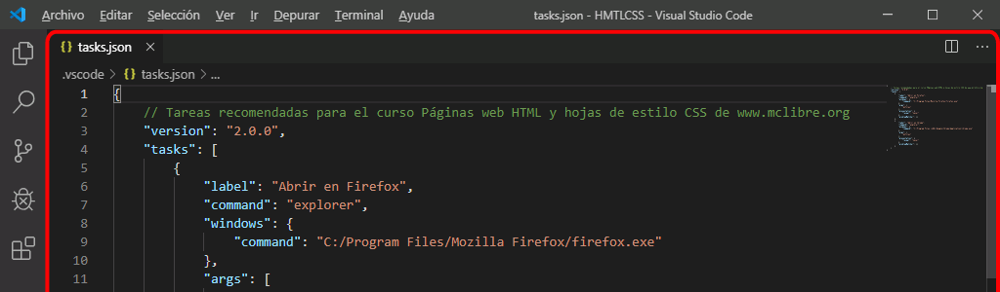 Archivo Editar Selección Ver Ir Depurar Terminal Ayuda tasks.json - HMTLCSS - Visual Studio Code
{} tasks.json ×
.vscode > {} tasks.json > ...
1 {
2 // Tareas recomendadas para el curso Páginas web HTML y hojas de estilo CSS de www.mclibre.org
3 "version": "2.0.0",
4 "tasks": [
5 {
6 "label": "Abrir en Firefox",
7 "command": "explorer",
8 "windows": {
9 "command": "C:/Program Files/Mozilla Firefox/firefox.exe"
10 },
11 "args": [